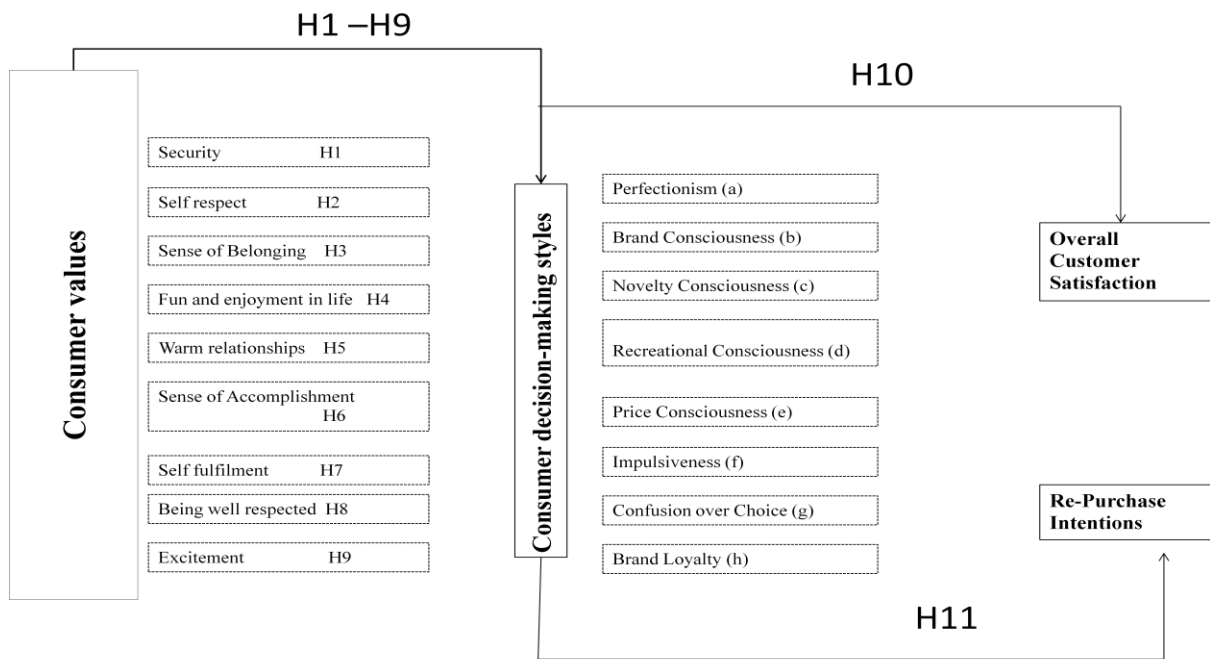 H1 –H9
H10
Consumer values
Security H1
Self respect H2
Sense of Belonging H3
Fun and enjoyment in life H4
Warm relationships H5
Sense of Accomplishment
H6
Self fulfilment H7
Being well respected H8
Excitement H9
Consumer decision-making styles
Perfectionism (a)
Brand Consciousness (b)
Novelty Consciousness (c)
Recreational Consciousness (d)
Price Consciousness (e)
Impulsiveness (f)
Confusion over Choice (g)
Brand Loyalty (h)
Overall
Customer
Satisfaction
Re-Purchase
Intentions
H11